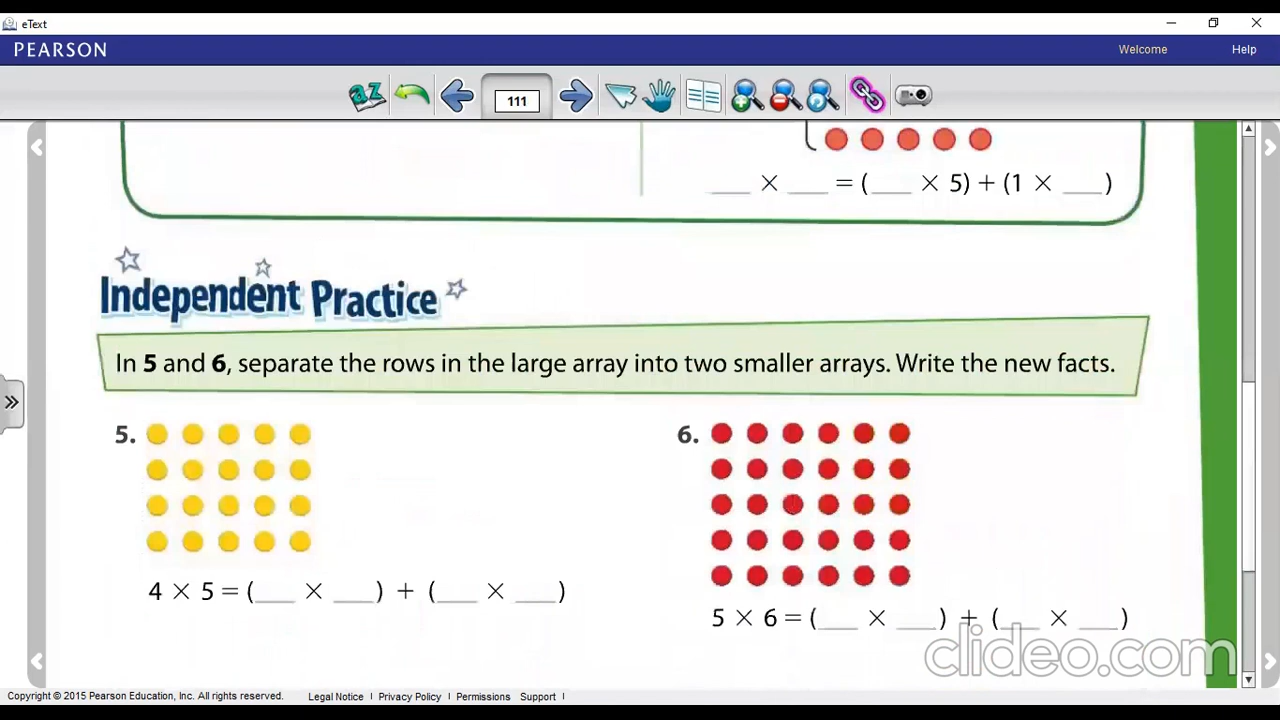 eText
PEARSON
Welcome
Help
az
111
___ × ___ = (___ × 5) + (1 × ___)
Independent Practice
In 5 and 6, separate the rows in the large array into two smaller arrays. Write the new facts.
5.
4 × 5 = (___ × ___) + (___ × ___)
6.
5 × 6 = (___ × ___) + (___ × ___)
clideo.com
Copyright © 2015 Pearson Education, Inc. All rights reserved. Legal Notice | Privacy Policy | Permissions Support |